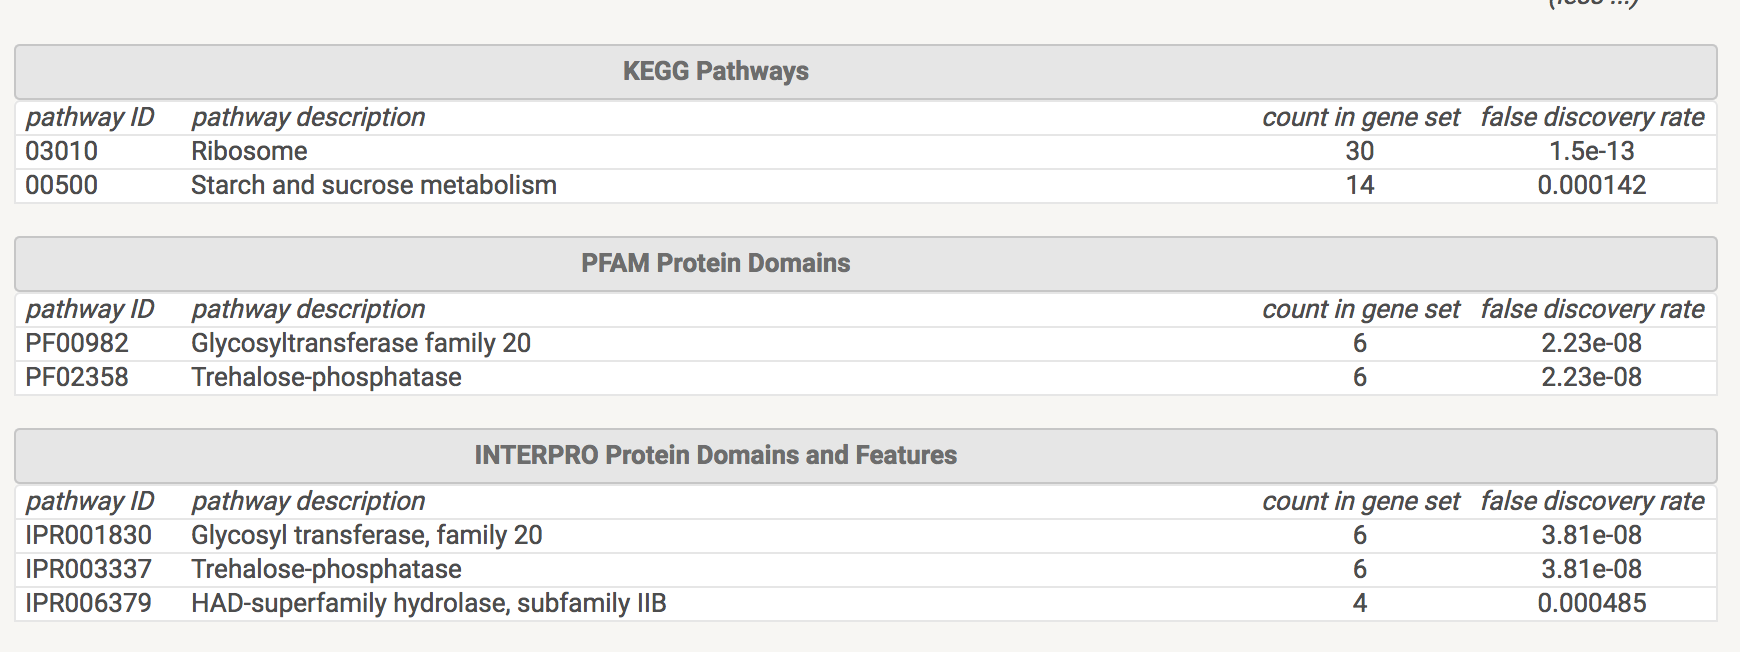 KEGG Pathways
pathway ID pathway description count in gene set false discovery rate
03010 Ribosome 30 1.5e-13
00500 Starch and sucrose metabolism 14 0.000142
PFAM Protein Domains
pathway ID pathway description count in gene set false discovery rate
PF00982 Glycosyltransferase family 20 6 2.23e-08
PF02358 Trehalose-phosphatase 6 2.23e-08
INTERPRO Protein Domains and Features
pathway ID pathway description count in gene set false discovery rate
IPR001830 Glycosyl transferase, family 20 6 3.81e-08
IPR003337 Trehalose-phosphatase 6 3.81e-08
IPR006379 HAD-superfamily hydrolase, subfamily IIB 4 0.000485